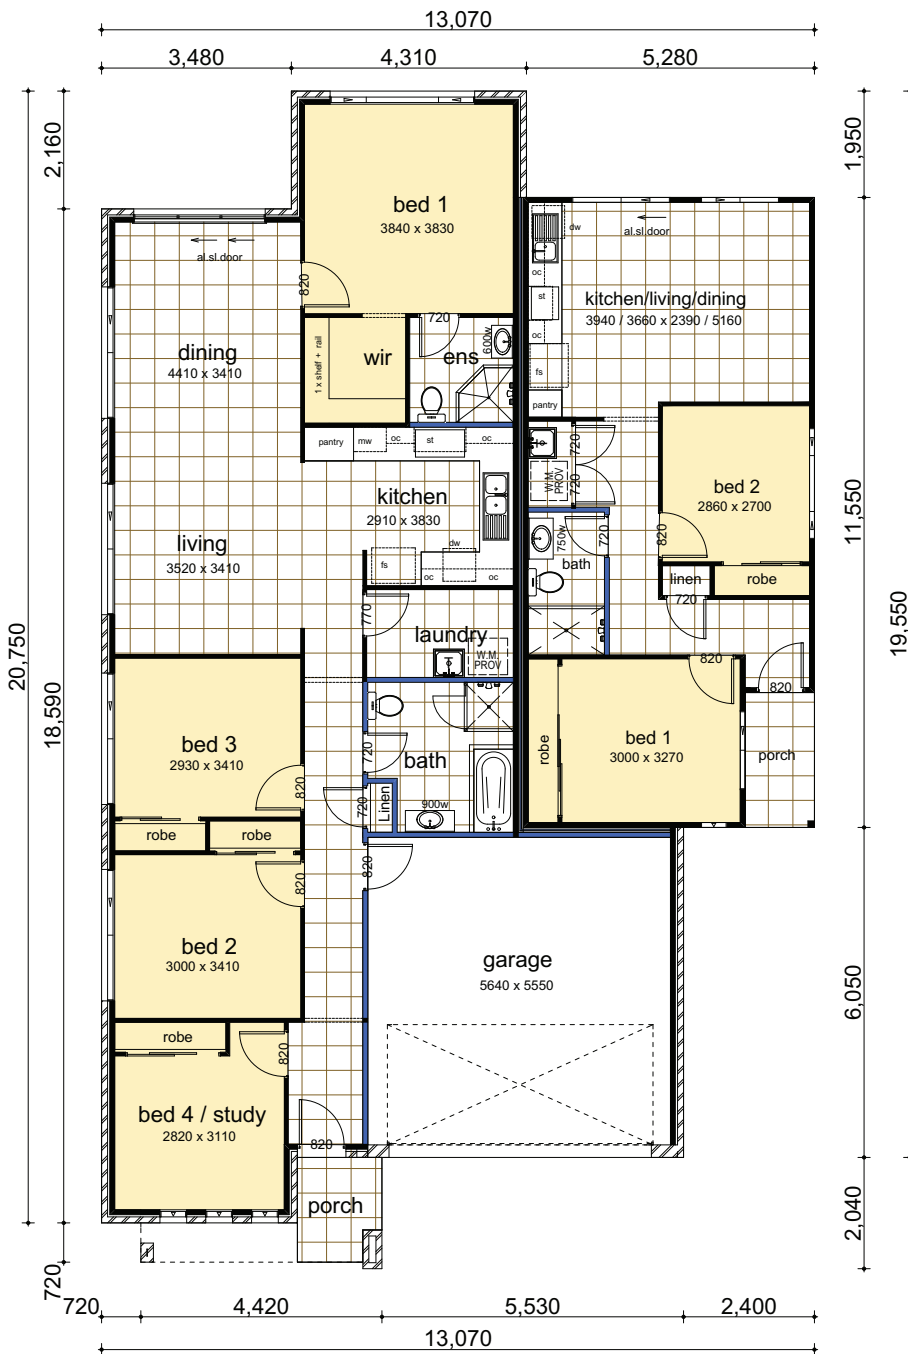 13,070
3,480
4,310
5,280
2,160
1,950
bed 1
3840 x 3830
820
al.sl.door
dw
al.sl.door
oc
st
oc
fs
pantry
kitchen/living/dining
3940 / 3660 x 2390 / 5160
dining
4410 x 3410
1 x shelf + rail
wir
720
ens
600w
pantry
mw
oc
st
oc
kitchen
2910 x 3830
dw
fs
oc
oc
living
3520 x 3410
720
720
W.M.
PROV
bed 2
2860 x 2700
820
750w
720
bath
linen
720
robe
11,550
19,550
20,750
18,590
770
laundry
W.M.
PROV
820
820
bed 3
2930 x 3410
820
720
bath
720
Linen
900w
robe
bed 1
3000 x 3270
porch
robe
robe
820
820
bed 2
3000 x 3410
garage
5640 x 5550
6,050
robe
820
bed 4 / study
2820 x 3110
820
porch
2,040
720
720
4,420
5,530
2,400
13,070